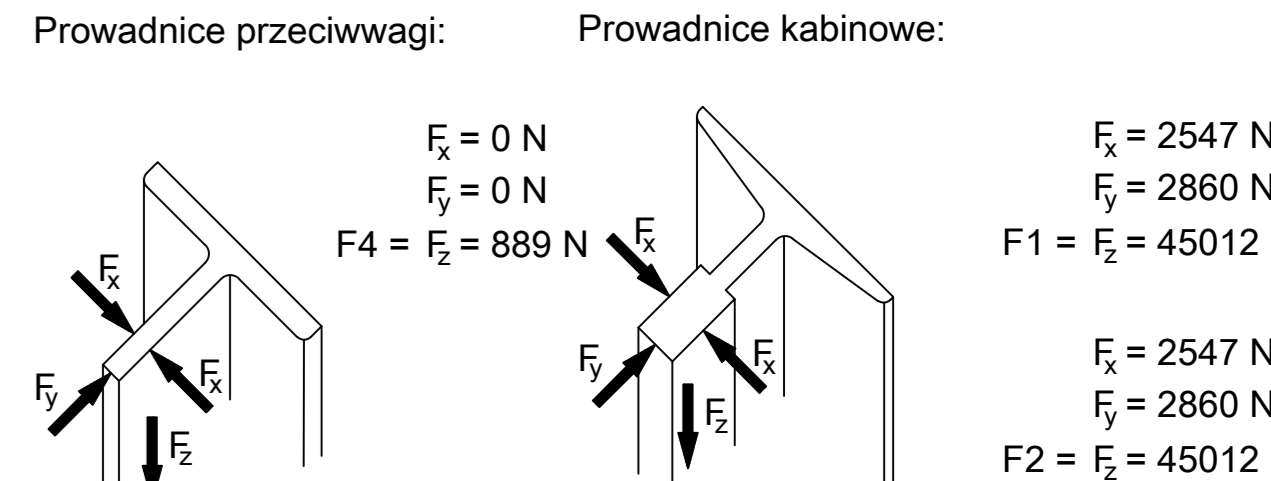 Prowadnice przeciwwagi:
Prowadnice kabinowe:
Fx = 0 N
Fy = 0 N
F4 = Fz = 889 N
Fx
Fx
Fy
Fz
Fx
Fx
Fy
Fz
Fx = 2547 N
Fy = 2860 N
F1 = Fz = 45012
Fx = 2547 N
Fy = 2860 N
F2 = Fz = 45012